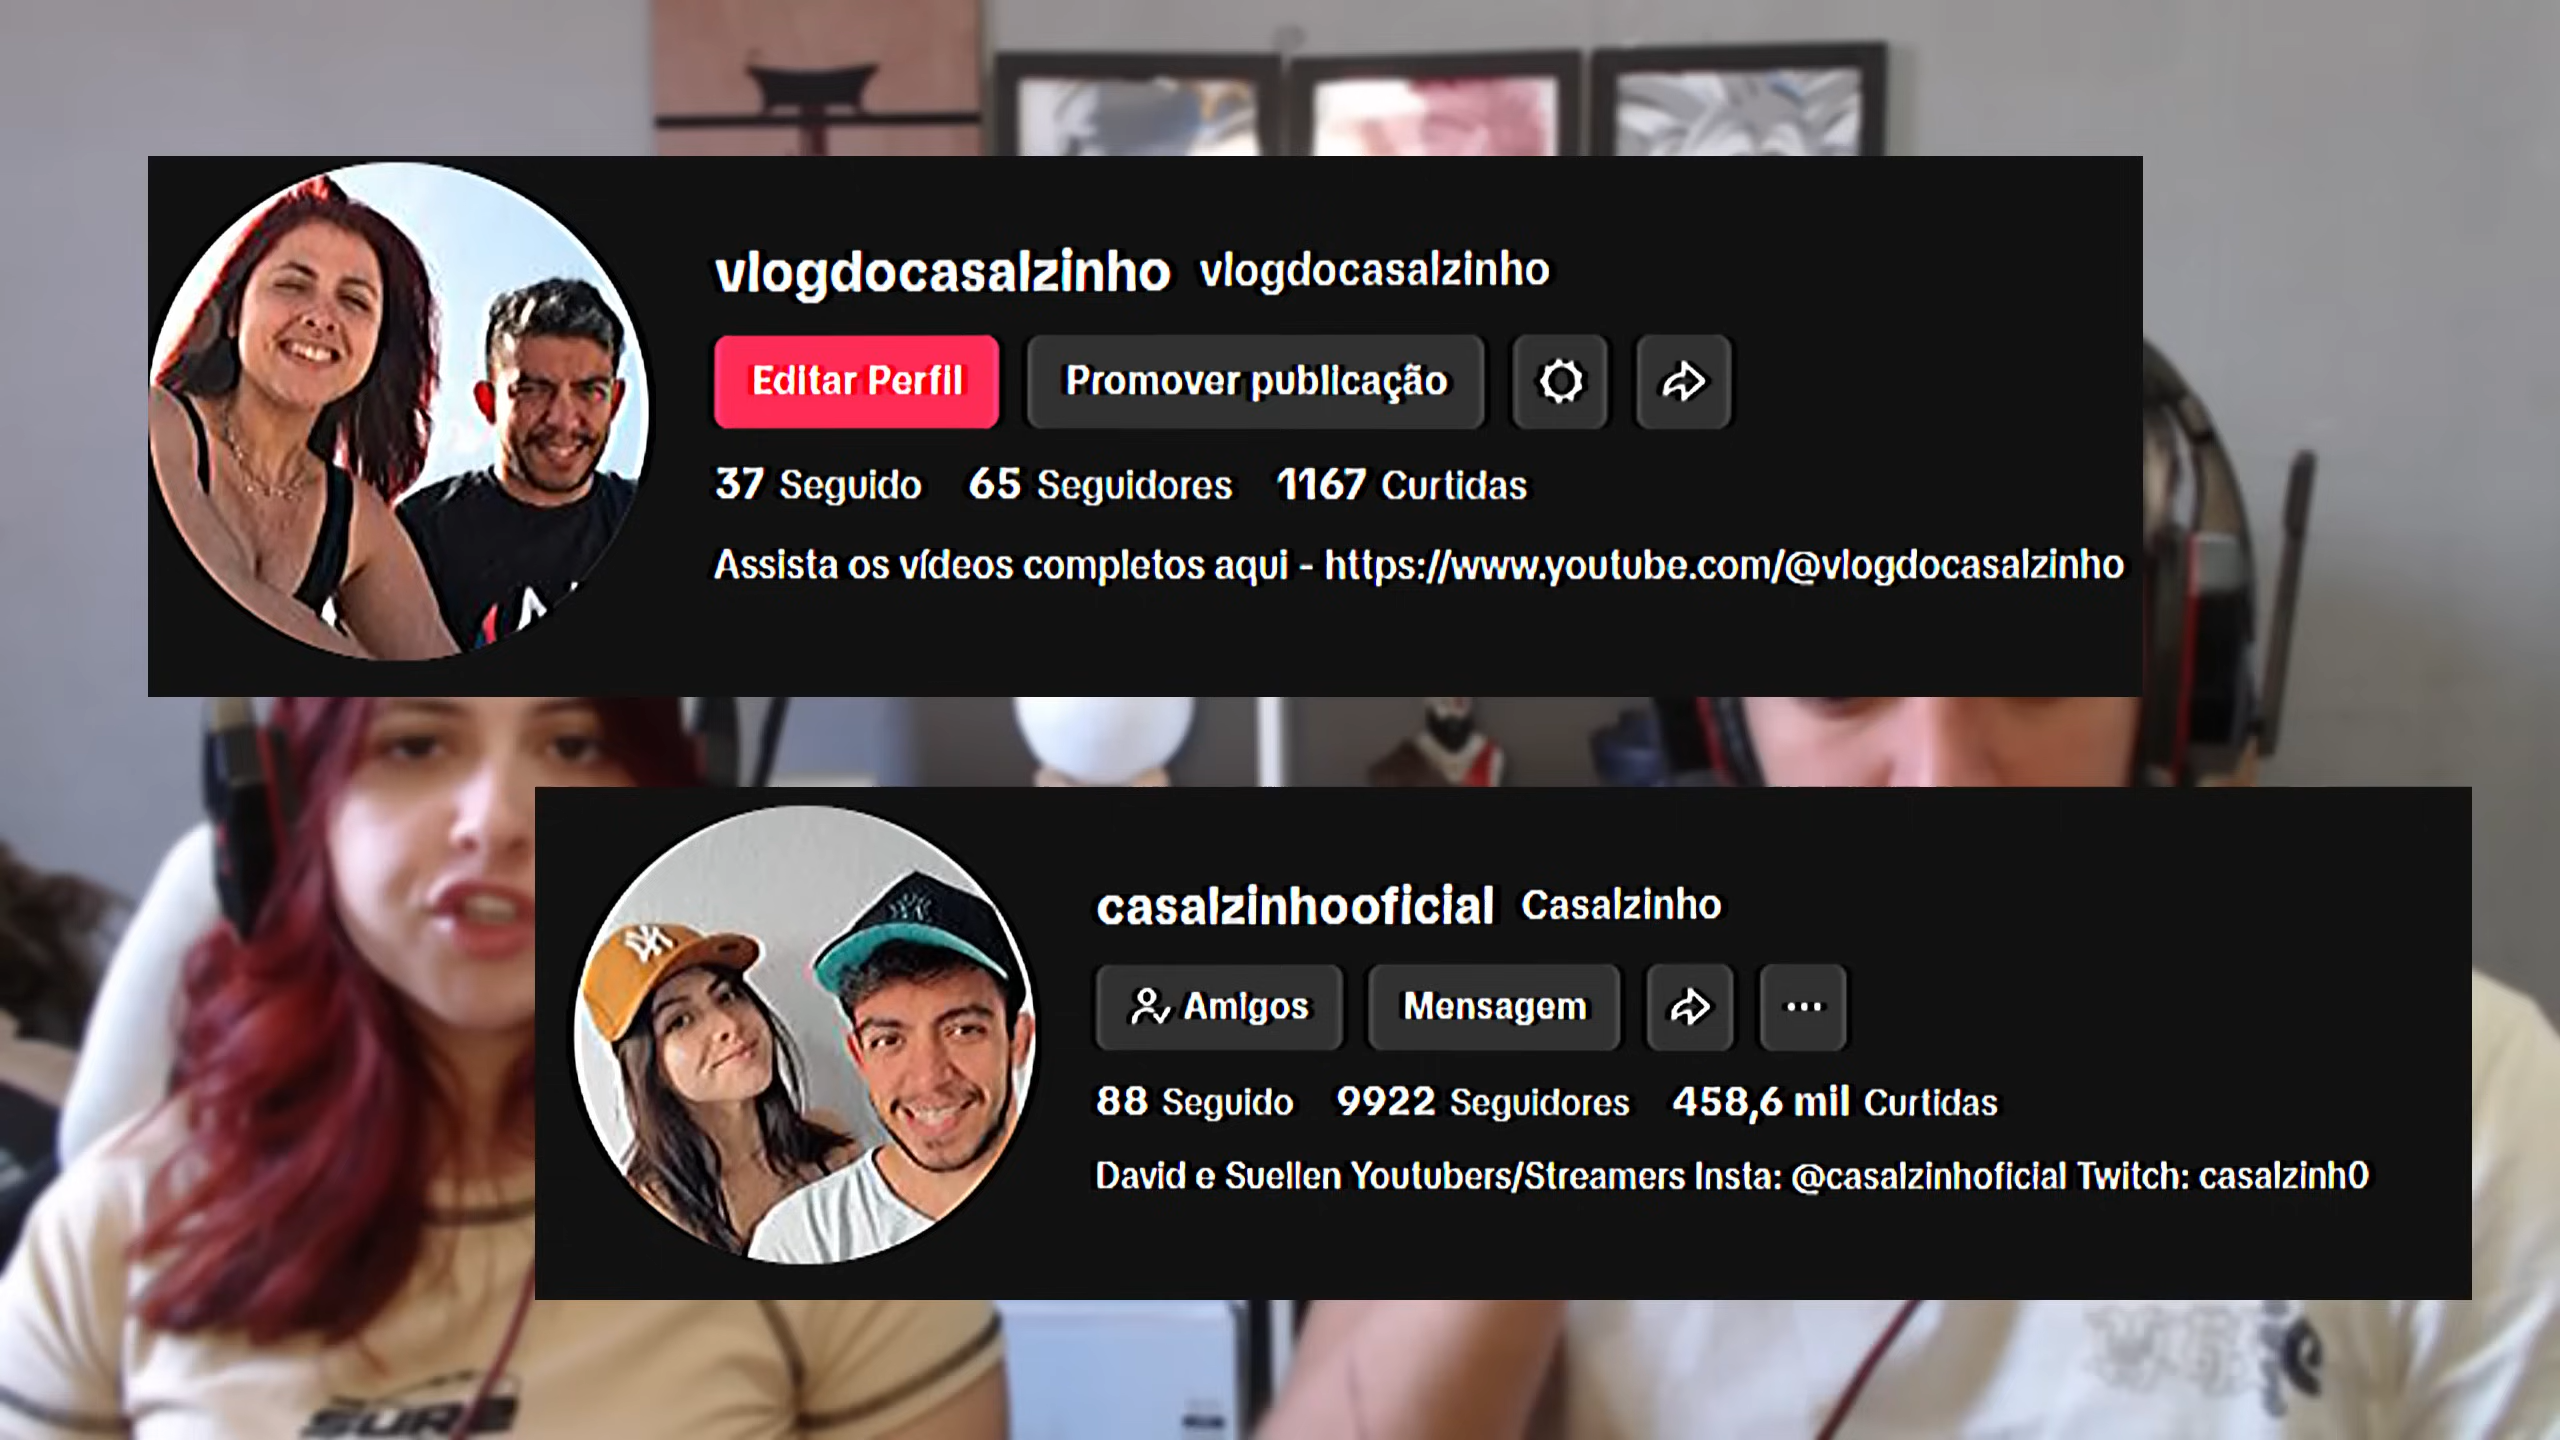 vlogdocasalzinho vlogdocasalzinho
Editar Perfil Promover publicação
37 Seguido 65 Seguidores 1167 Curtidas
Assista os vídeos completos aqui - https://www.youtube.com/@vlogdocasalzinho
casalzinhooficial Casalzinho
Amigos Mensagem
88 Seguido 9922 Seguidores 458,6 mil Curtidas
David e Suellen Youtubers/Streamers Insta: @casalzinhoficial Twitch: casalzinh0